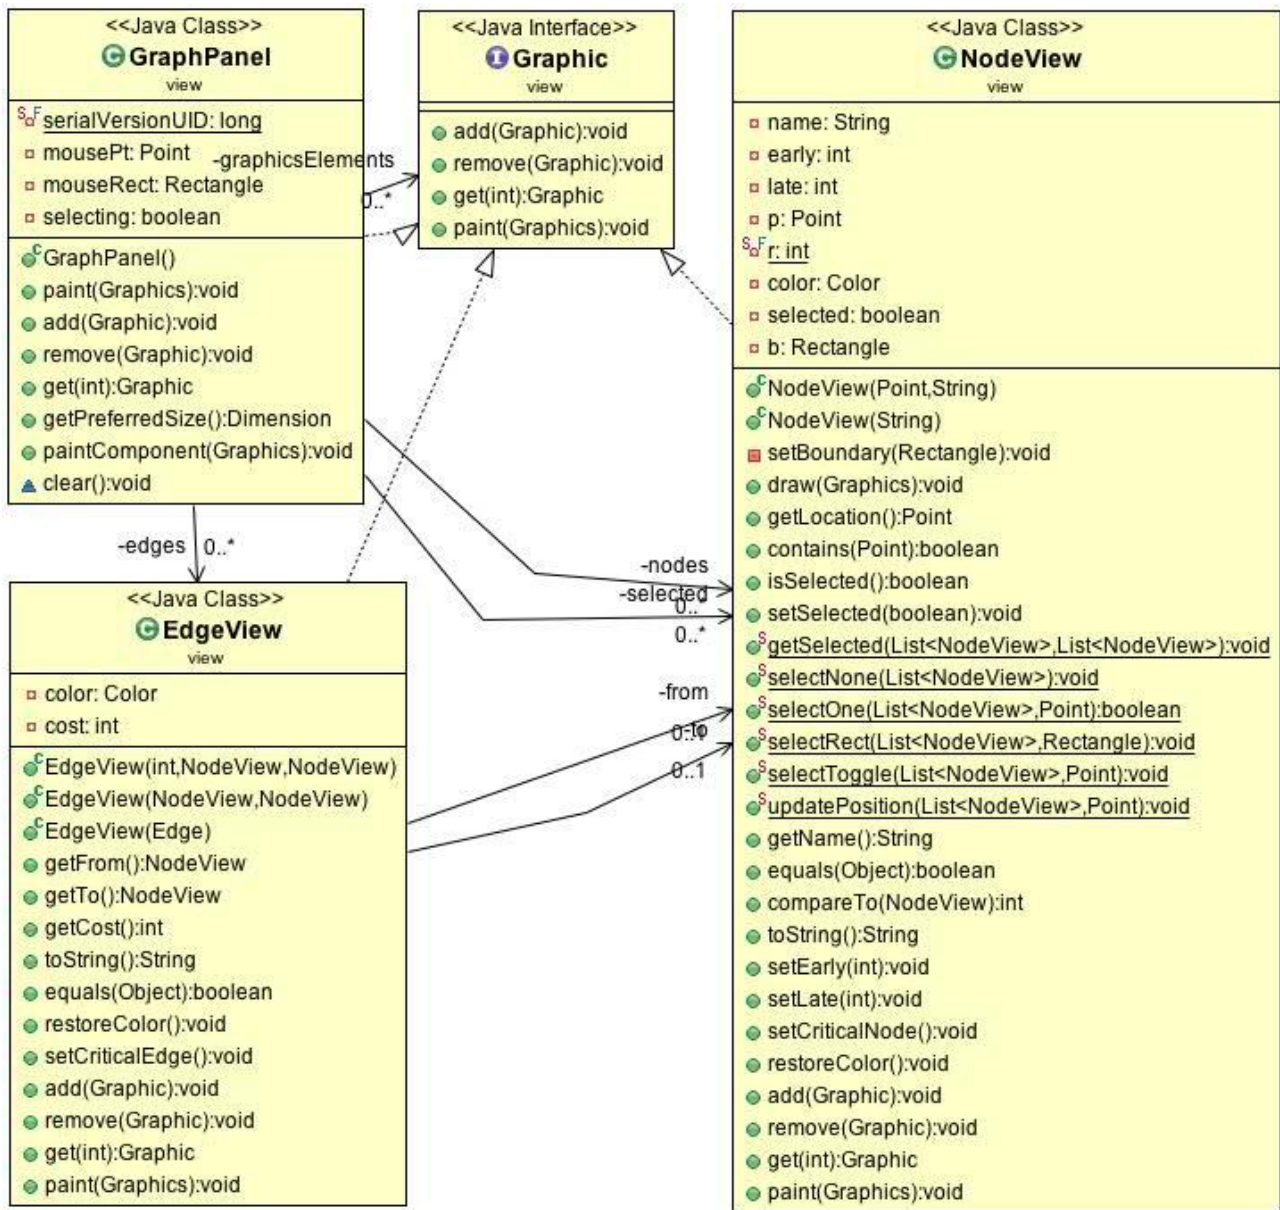 <<Java Class>>
GraphPanel
view
serialVersionUID: long
mousePt: Point
mouseRect: Rectangle
selecting: boolean
GraphPanel()
paint(Graphics):void
add(Graphic):void
remove(Graphic):void
get(int):Graphic
getPreferredSize():Dimension
paintComponent(Graphics):void
clear():void
-graphicsElements
0..*
<<Java Interface>>
Graphic
view
add(Graphic):void
remove(Graphic):void
get(int):Graphic
paint(Graphics):void
-edges 0..*
-nodes
-selected
0..*
0..*
-from
0..1
-to
0..1
<<Java Class>>
EdgeView
view
color: Color
cost: int
EdgeView(int,NodeView,NodeView)
EdgeView(NodeView,NodeView)
EdgeView(Edge)
getFrom():NodeView
getTo():NodeView
getCost():int
toString():String
equals(Object):boolean
restoreColor():void
setCriticalEdge():void
add(Graphic):void
remove(Graphic):void
get(int):Graphic
paint(Graphics):void
<<Java Class>>
NodeView
view
name: String
early: int
late: int
p: Point
r: int
color: Color
selected: boolean
b: Rectangle
NodeView(Point,String)
NodeView(String)
setBoundary(Rectangle):void
draw(Graphics):void
getLocation():Point
contains(Point):boolean
isSelected():boolean
setSelected(boolean):void
getSelected(List<NodeView>,List<NodeView>):void
selectNone(List<NodeView>):void
selectOne(List<NodeView>,Point):boolean
selectRect(List<NodeView>,Rectangle):void
selectToggle(List<NodeView>,Point):void
updatePosition(List<NodeView>,Point):void
getName():String
equals(Object):boolean
compareTo(NodeView):int
toString():String
setEarly(int):void
setLate(int):void
setCriticalNode():void
restoreColor():void
add(Graphic):void
remove(Graphic):void
get(int):Graphic
paint(Graphics):void